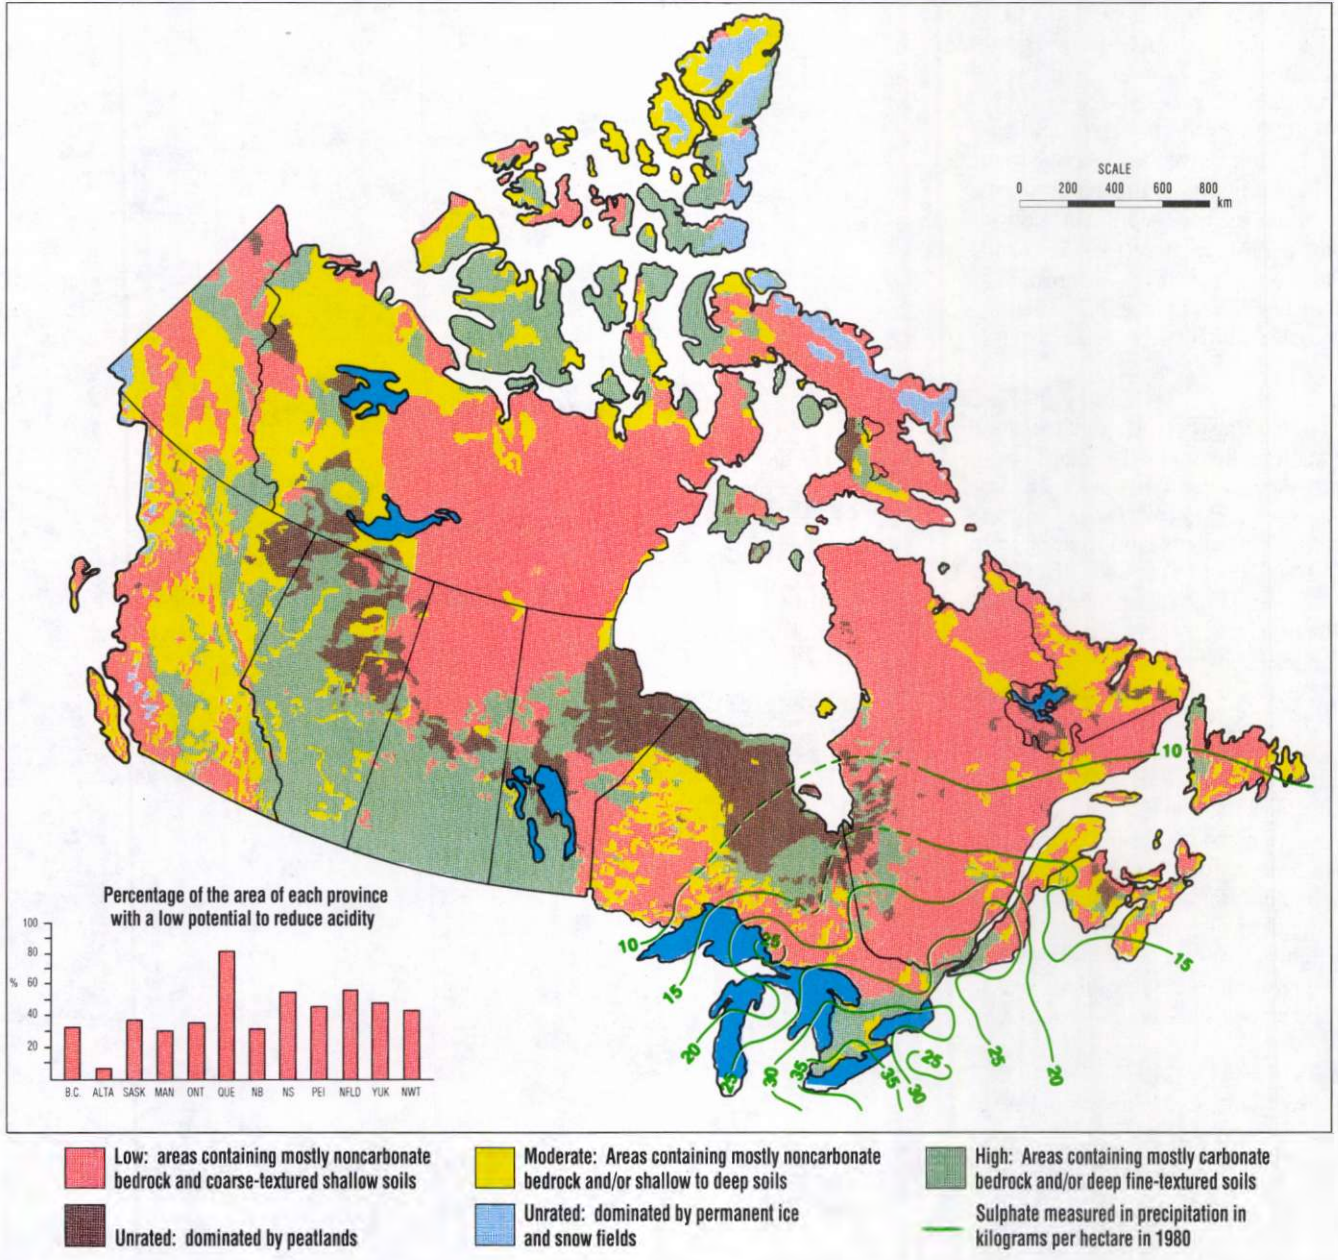 SCALE
0 200 400 600 800
km
10
10
15
25
15
20
25
30
35
35
30
25
25
20
Percentage of the area of each province
with a low potential to reduce acidity
100
80
% 60
40
20
B.C. ALTA SASK MAN ONT QUE NB NS PEI NFLD YUK NWT
Low: areas containing mostly noncarbonate
bedrock and coarse-textured shallow soils
Moderate: Areas containing mostly noncarbonate
bedrock and/or shallow to deep soils
High: Areas containing mostly carbonate
bedrock and/or deep fine-textured soils
Unrated: dominated by peatlands
Unrated: dominated by permanent ice
and snow fields
Sulphate measured in precipitation in
kilograms per hectare in 1980